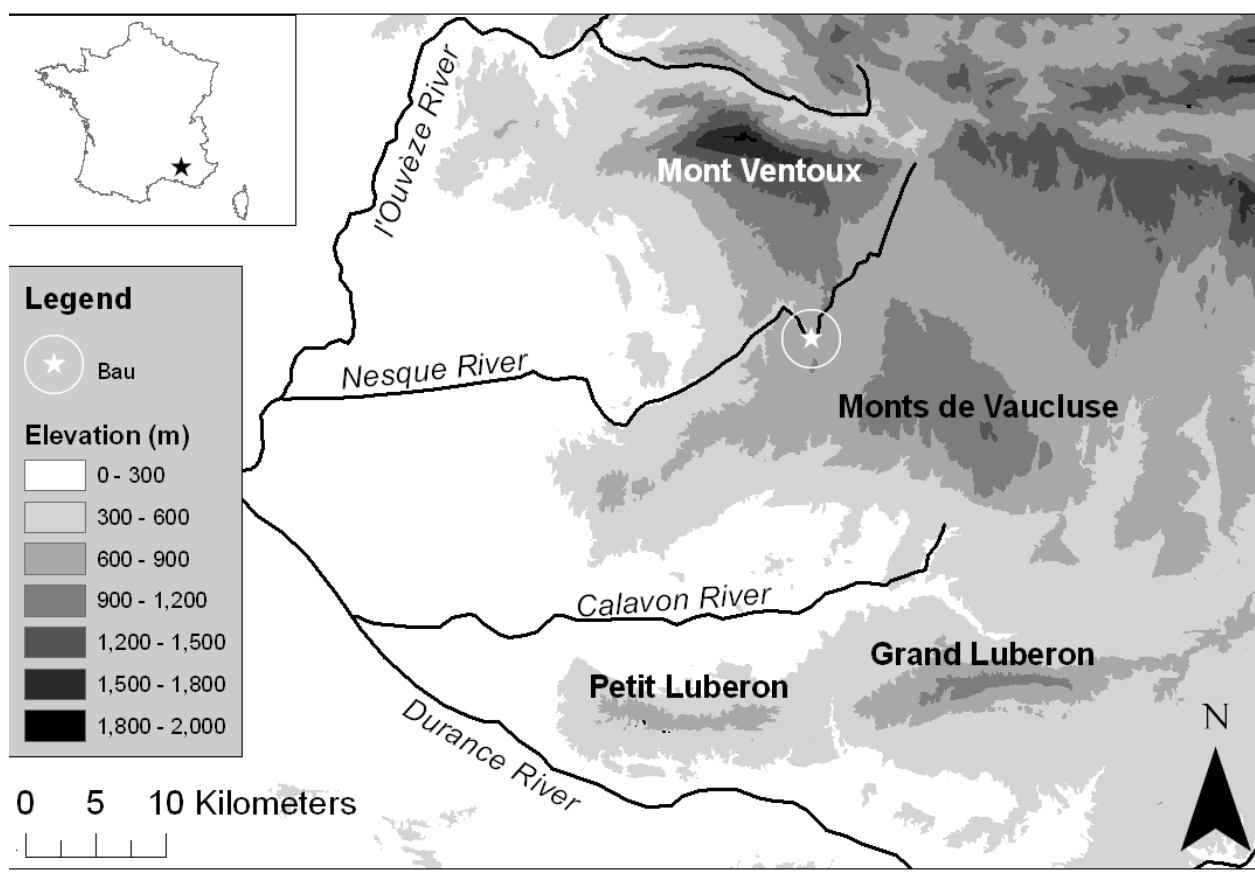 l'Ouvèze River
Mont Ventoux
Legend
Bau
Nesque River
Monts de Vaucluse
Elevation (m)
0 - 300
300 - 600
600 - 900
900 - 1,200
1,200 - 1,500
1,500 - 1,800
1,800 - 2,000
Calavon River
Grand Luberon
Petit Luberon
Durance River
N
0 5 10 Kilometers